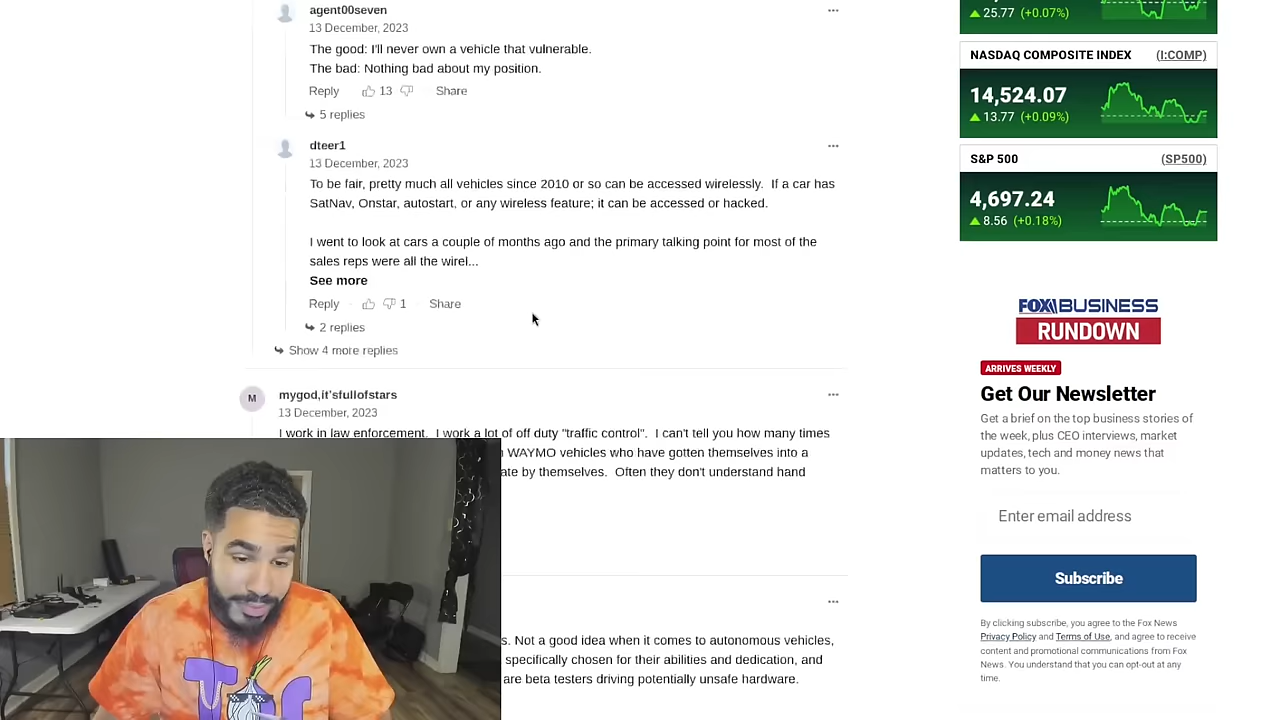 agent00seven
13 December, 2023
The good: I'll never own a vehicle that vulnerable.
The bad: Nothing bad about my position.
Reply 13 Share
5 replies
dteer1
13 December, 2023
To be fair, pretty much all vehicles since 2010 or so can be accessed wirelessly. If a car has
SatNav, Onstar, autostart, or any wireless feature; it can be accessed or hacked.
I went to look at cars a couple of months ago and the primary talking point for most of the
sales reps were all the wirel...
See more
Reply 1 Share
2 replies
Show 4 more replies
M
mygod,it'sfullofstars
13 December, 2023
I work in law enforcement. I work a lot of off duty "traffic control". I can't tell you how many times
WAYMO vehicles who have gotten themselves into a
by themselves. Often they don't understand hand
Not a good idea when it comes to autonomous vehicles,
specifically chosen for their abilities and dedication, and
are beta testers driving potentially unsafe hardware.
25.77 (+0.07%)
NASDAQ COMPOSITE INDEX (I:COMP)
14,524.07
13.77 (+0.09%)
S&P 500 (SP500)
4,697.24
8.56 (+0.18%)
FOX BUSINESS
RUNDOWN
ARRIVES WEEKLY
Get Our Newsletter
Get a brief on the top business stories of
the week, plus CEO interviews, market
updates, tech and money news that
matters to you.
Enter email address
Subscribe
By clicking subscribe, you agree to the Fox News
Privacy Policy and Terms of Use, and agree to receive
content and promotional communications from Fox
News. You understand that you can opt-out at any
time.